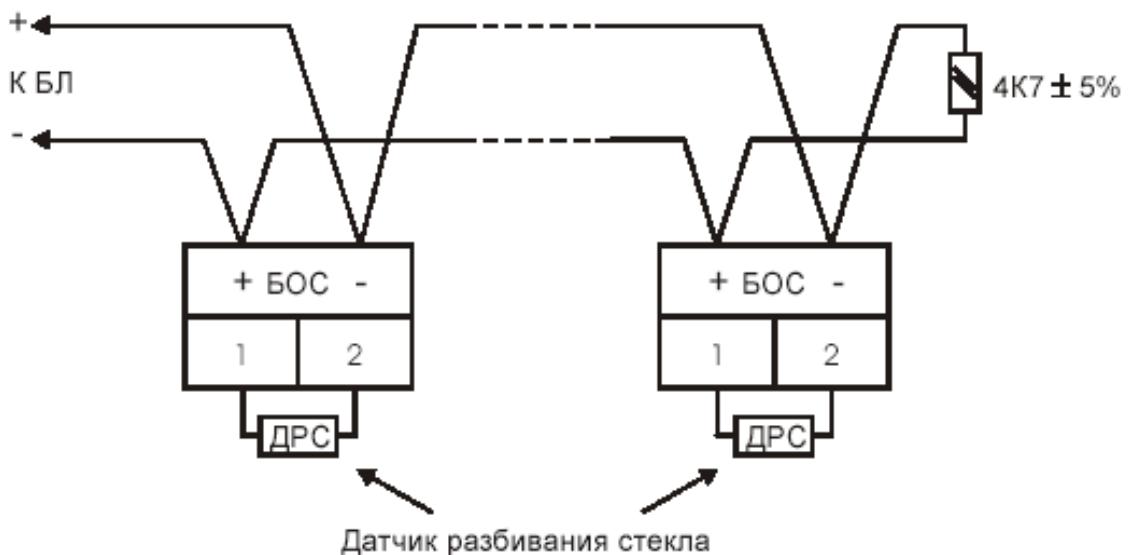 +
К БЛ
-
4К7 ± 5%
+ БОС -
1 2
ДРС
+ БОС -
1 2
ДРС
Датчик разбивания стекла